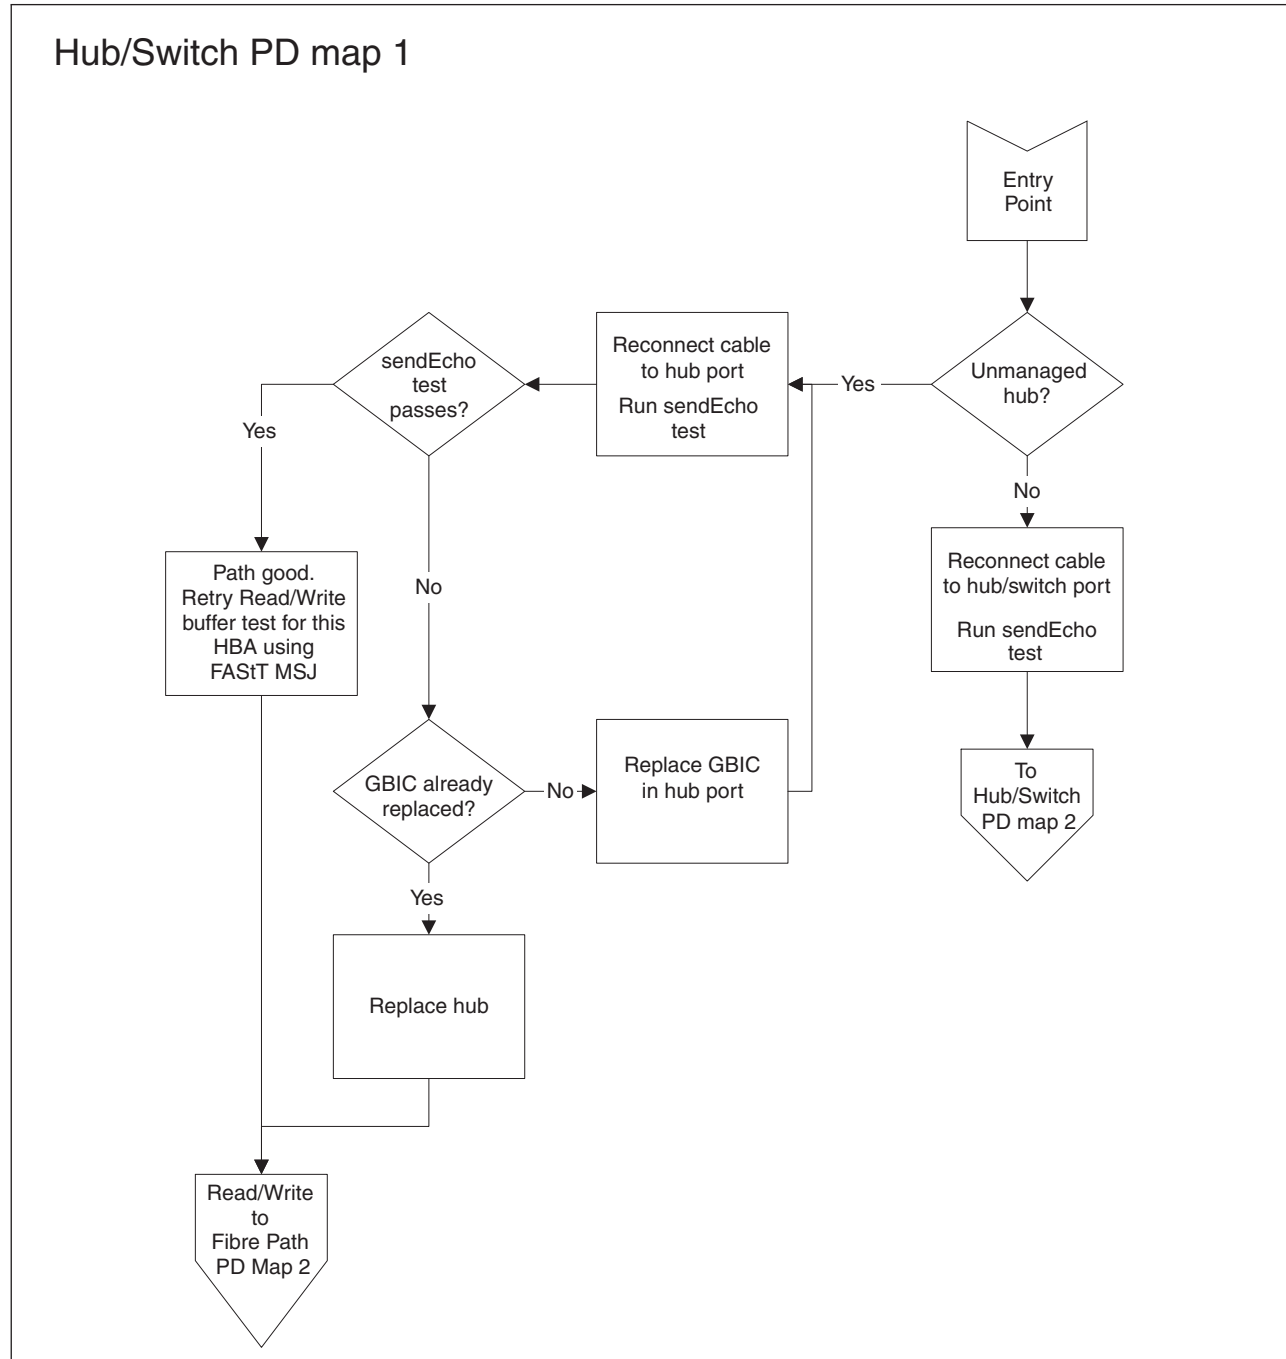 Hub/Switch PD map 1
Entry
Point
Unmanaged
hub?
Yes
Reconnect cable
to hub port
Run sendEcho
test
sendEcho
test
passes?
Yes
No
No
Reconnect cable
to hub/switch port
Run sendEcho
test
Path good.
Retry Read/Write
buffer test for this
HBA using
FAStT MSJ
GBIC already
replaced?
No
Replace GBIC
in hub port
To
Hub/Switch
PD map 2
Yes
Replace hub
Read/Write
to
Fibre Path
PD Map 2